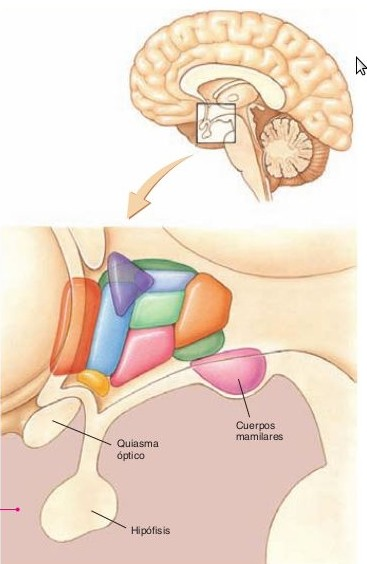 Quiasma
óptico
Cuerpos
mamilares
Hipófisis